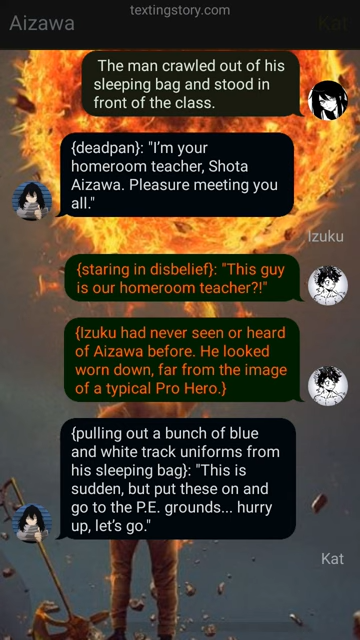 textingstory.com
Aizawa
Kat
The man crawled out of his
sleeping bag and stood in
front of the class.
{deadpan}: "I'm your
homeroom teacher, Shota
Aizawa. Pleasure meeting you
all."
Izuku
{staring in disbelief}: "This guy
is our homeroom teacher?!"
{Izuku had never seen or heard
of Aizawa before. He looked
worn down, far from the image
of a typical Pro Hero.}
{pulling out a bunch of blue
and white track uniforms from
his sleeping bag}: "This is
sudden, but put these on and
go to the P.E. grounds... hurry
up, let's go."
Kat